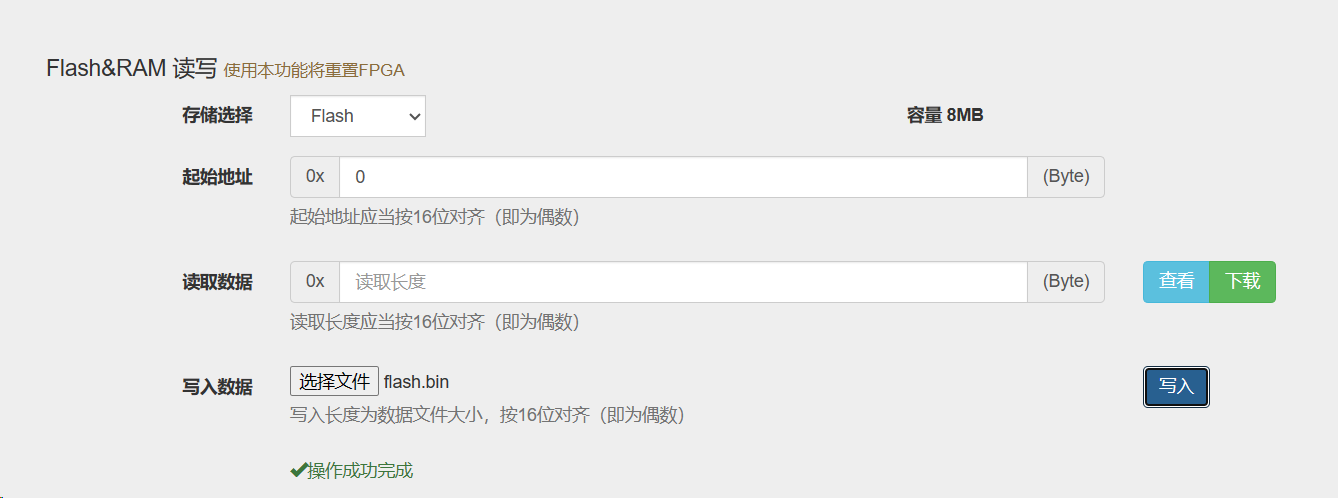 Flash&RAM 读写 使用本功能将重置FPGA
存储选择 Flash 容量 8MB
起始地址 0x 0 (Byte)
起始地址应当按16位对齐（即为偶数）
读取数据 0x 读取长度 (Byte) 查看 下载
读取长度应当按16位对齐（即为偶数）
写入数据 选择文件 flash.bin 写入
写入长度为数据文件大小，按16位对齐（即为偶数）
✔操作成功完成